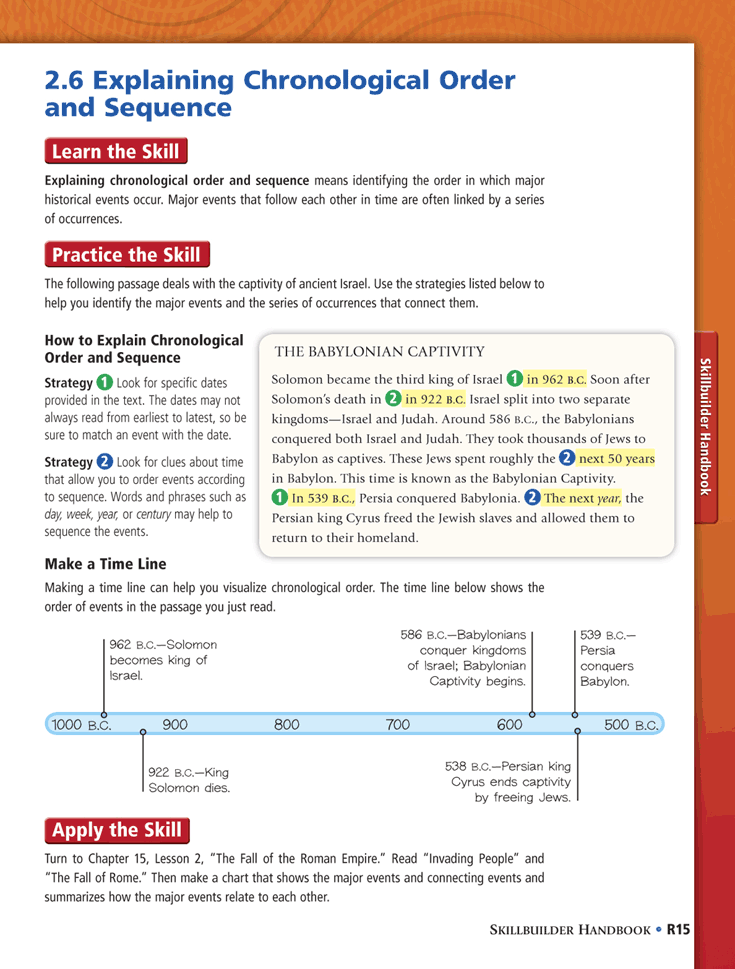 2.6 Explaining Chronological Order
and Sequence
Learn the Skill
Explaining chronological order and sequence means identifying the order in which major
historical events occur. Major events that follow each other in time are often linked by a series
of occurrences.
Practice the Skill
The following passage deals with the captivity of ancient Israel. Use the strategies listed below to
help you identify the major events and the series of occurrences that connect them.
How to Explain Chronological
Order and Sequence
Strategy 1 Look for specific dates
provided in the text. The dates may not
always read from earliest to latest, so be
sure to match an event with the date.
Strategy 2 Look for clues about time
that allow you to order events according
to sequence. Words and phrases such as
day, week, year, or century may help to
sequence the events.
THE BABYLONIAN CAPTIVITY
Solomon became the third king of Israel 1 in 962 B.C. Soon after
Solomon's death in 2 in 922 B.C. Israel split into two separate
kingdoms—Israel and Judah. Around 586 B.C., the Babylonians
conquered both Israel and Judah. They took thousands of Jews to
Babylon as captives. These Jews spent roughly the 2 next 50 years
in Babylon. This time is known as the Babylonian Captivity.
1 In 539 B.C., Persia conquered Babylonia. 2 The next year, the
Persian king Cyrus freed the Jewish slaves and allowed them to
return to their homeland.
Make a Time Line
Making a time line can help you visualize chronological order. The time line below shows the
order of events in the passage you just read.
962 B.C.—Solomon
becomes king of
Israel.
586 B.C.—Babylonians
conquer kingdoms
of Israel; Babylonian
Captivity begins.
539 B.C.—
Persia
conquers
Babylon.
1000 B.C. 900 800 700 600 500 B.C.
922 B.C.—King
Solomon dies.
538 B.C.—Persian king
Cyrus ends captivity
by freeing Jews.
Apply the Skill
Turn to Chapter 15, Lesson 2, "The Fall of the Roman Empire." Read "Invading People" and
"The Fall of Rome." Then make a chart that shows the major events and connecting events and
summarizes how the major events relate to each other.
Skillbuilder Handbook
SKILLBUILDER HANDBOOK • R15